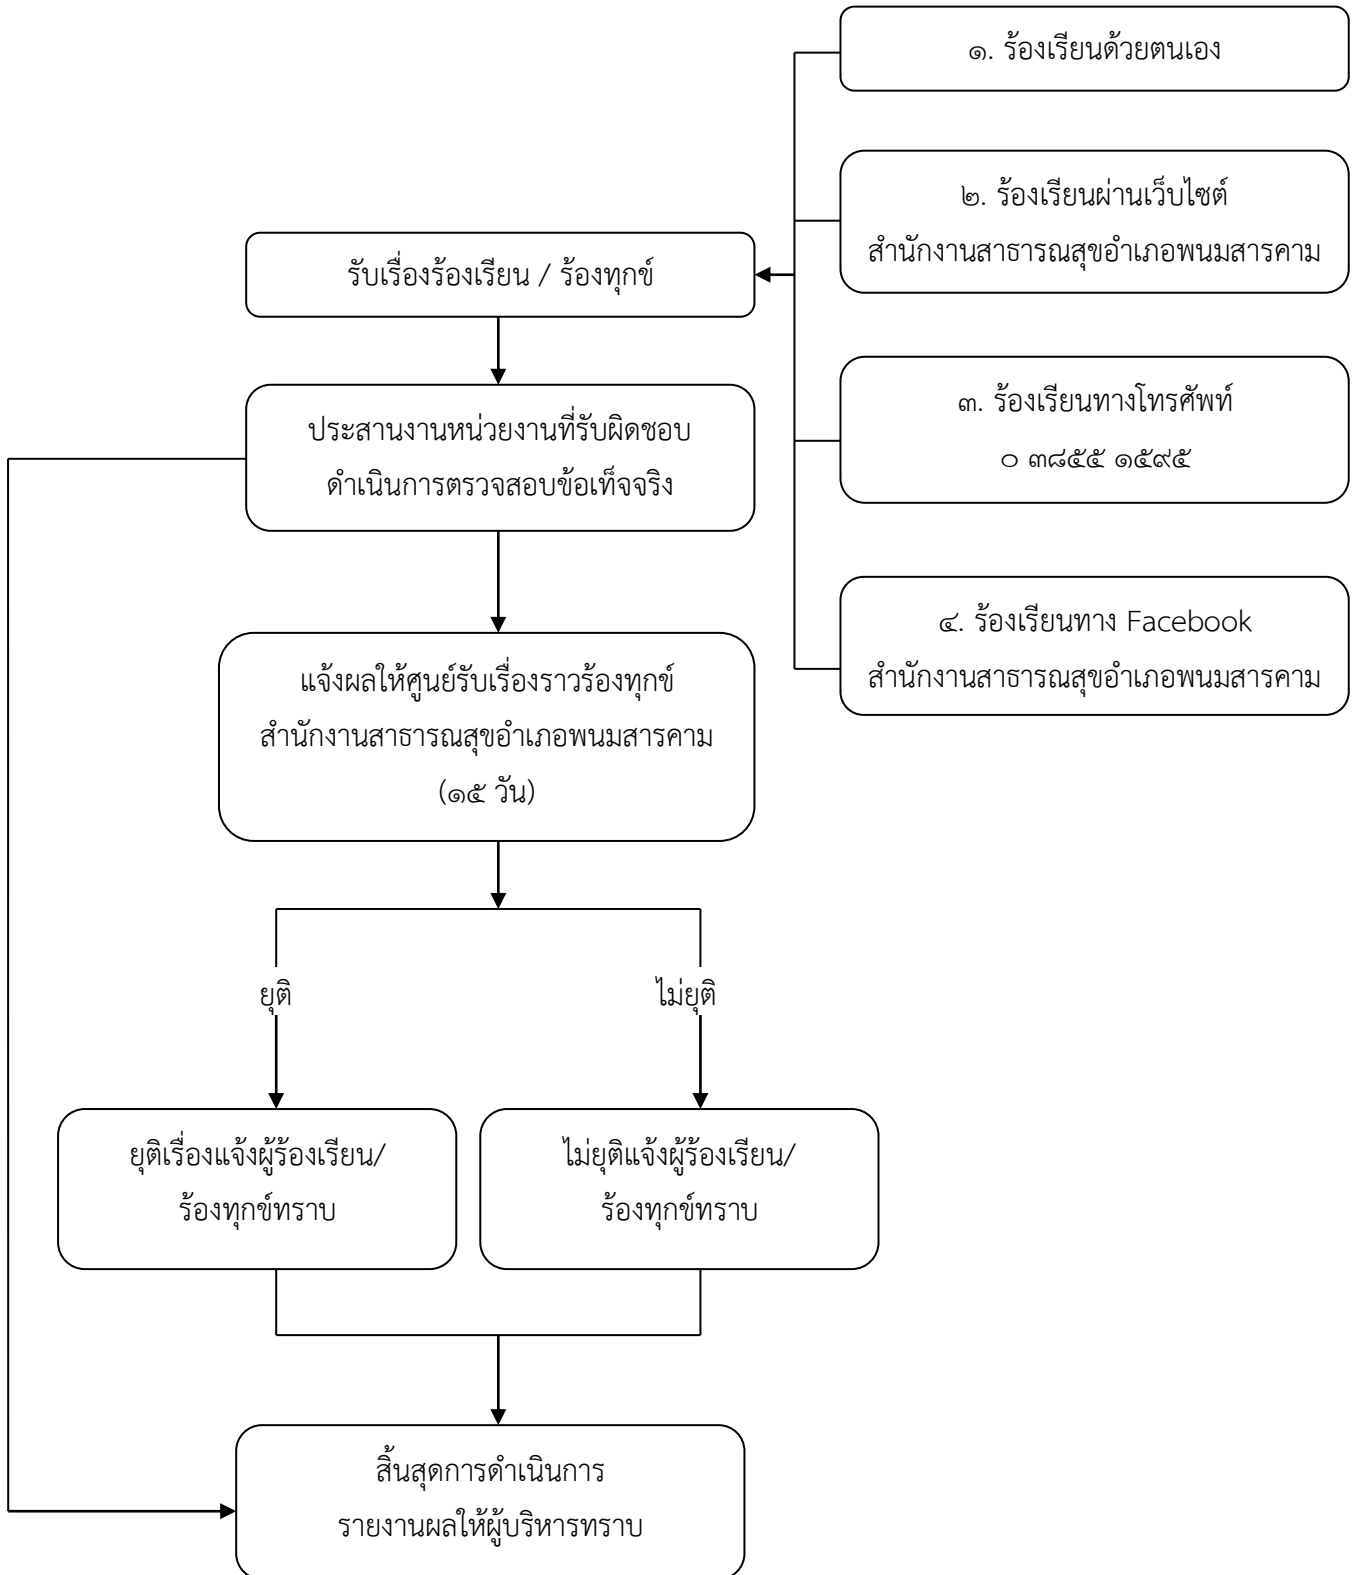 ๑. ร้องเรียนด้วยตนเอง
๒. ร้องเรียนผ่านเว็บไซต์
สำนักงานสาธารณสุขอำเภอพนมสารคาม
๓. ร้องเรียนทางโทรศัพท์
๐ ๓๘๕๕ ๑๕๙๕
๔. ร้องเรียนทาง Facebook
สำนักงานสาธารณสุขอำเภอพนมสารคาม
รับเรื่องร้องเรียน / ร้องทุกข์
ประสานงานหน่วยงานที่รับผิดชอบ
ดำเนินการตรวจสอบข้อเท็จจริง
แจ้งผลให้ศูนย์รับเรื่องราวร้องทุกข์
สำนักงานสาธารณสุขอำเภอพนมสารคาม
(๑๕ วัน)
ยุติ
ไม่ยุติ
ยุติเรื่องแจ้งผู้ร้องเรียน/
ร้องทุกข์ทราบ
ไม่ยุติแจ้งผู้ร้องเรียน/
ร้องทุกข์ทราบ
สิ้นสุดการดำเนินการ
รายงานผลให้ผู้บริหารทราบ